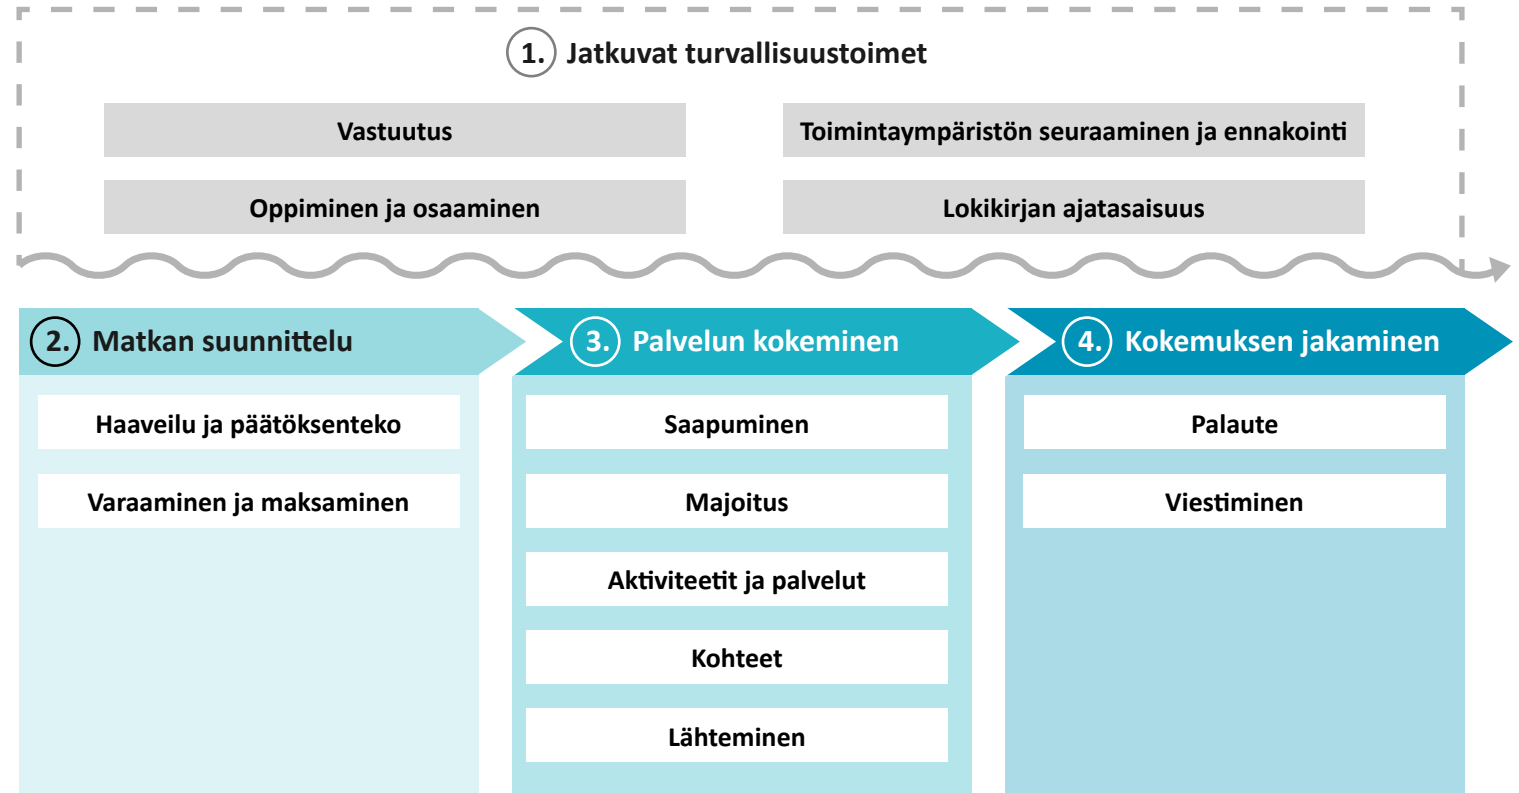 1. Jatkuvat turvallisuustoimet
Vastuutus
Toimintaympäristön seuraaminen ja ennakointi
Oppiminen ja osaaminen
Lokikirjan ajatasaisuus
2. Matkan suunnittelu
Haaveilu ja päätöksenteko
Varaaminen ja maksaminen
3. Palvelun kokeminen
Saapuminen
Majoitus
Aktiviteetit ja palvelut
Kohteet
Lähteminen
4. Kokemuksen jakaminen
Palaute
Viestiminen